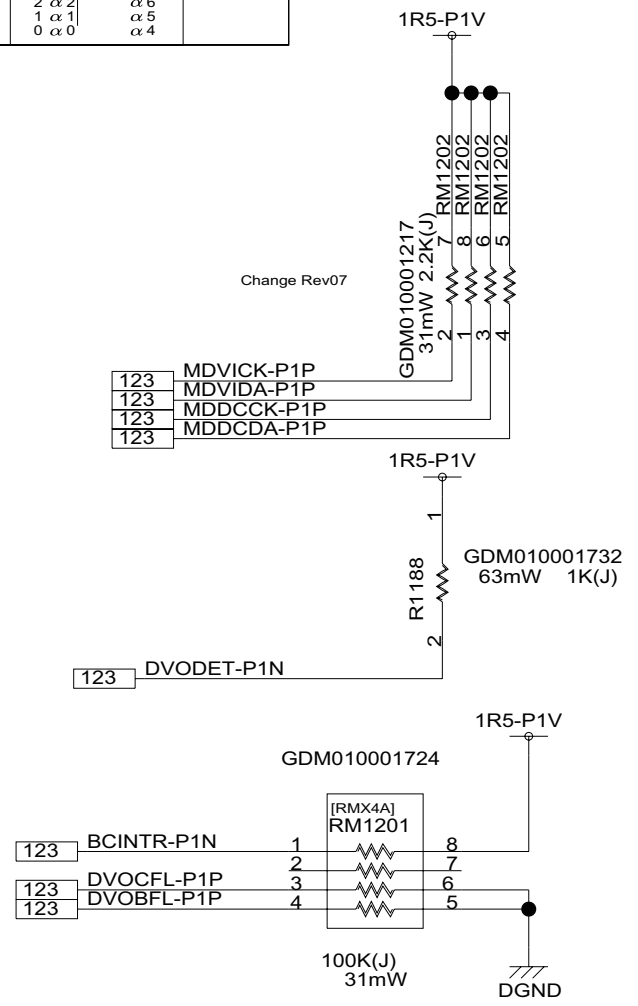 2 α2 α6
1 α1 α5
0 α0 α4
1R5-P1V
RM1202
RM1202
RM1202
RM1202
7
8
6
5
GDM010001217
31mW 2.2K(J)
Change Rev07
2
1
3
4
123 MDVICK-P1P
123 MDVIDA-P1P
123 MDDCCK-P1P
123 MDDCDA-P1P
1R5-P1V
1
R1188
GDM010001732
63mW 1K(J)
2
123 DVODET-P1N
1R5-P1V
GDM010001724
[RMX4A]
RM1201
123 BCINTR-P1N 1 8
2 7
123 DVOCFL-P1P 3 6
123 DVOBFL-P1P 4 5
100K(J)
31mW
DGND